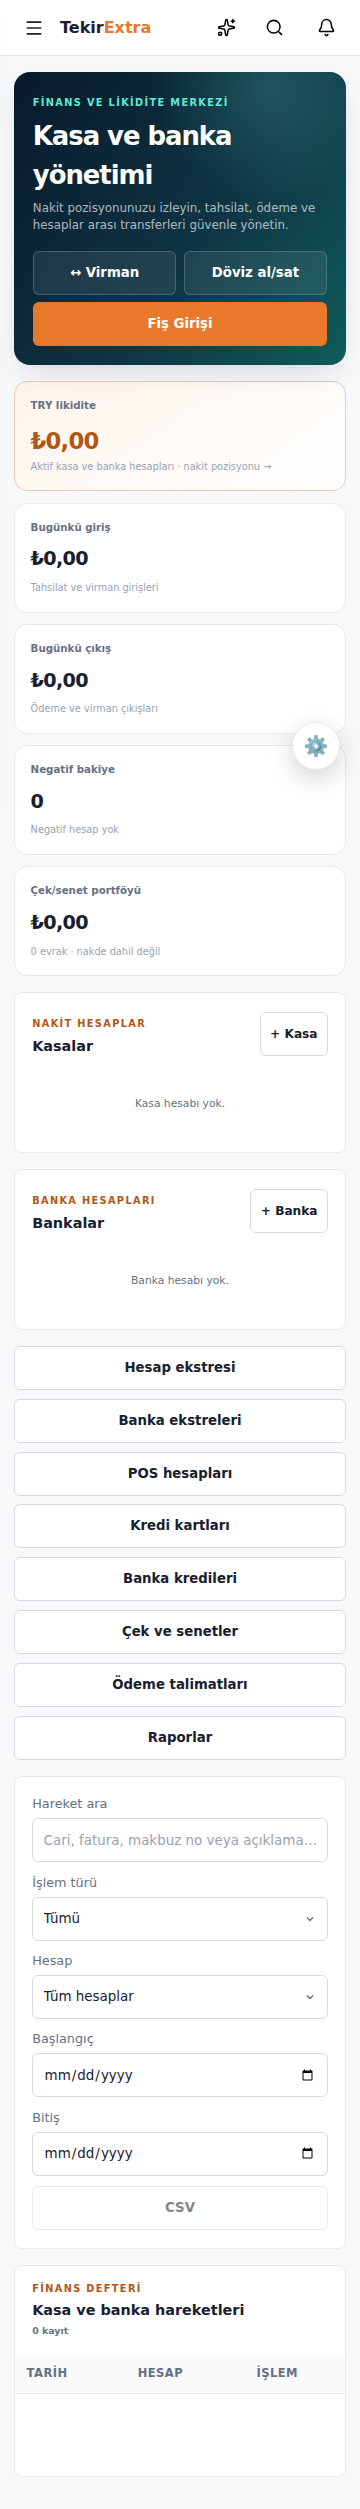 TekirExtra
FİNANS VE LİKİDİTE MERKEZİ
Kasa ve banka
yönetimi
Nakit pozisyonunuzu izleyin, tahsilat, ödeme ve
hesaplar arası transferleri güvenle yönetin.
↔ Virman
Döviz al/sat
Fiş Girişi
TRY likidite
₺0,00
Aktif kasa ve banka hesapları · nakit pozisyonu →
Bugünkü giriş
₺0,00
Tahsilat ve virman girişleri
Bugünkü çıkış
₺0,00
Ödeme ve virman çıkışları
Negatif bakiye
0
Negatif hesap yok
Çek/senet portföyü
₺0,00
0 evrak · nakde dahil değil
NAKİT HESAPLAR
Kasalar
+ Kasa
Kasa hesabı yok.
BANKA HESAPLARI
Bankalar
+ Banka
Banka hesabı yok.
Hesap ekstresi
Banka ekstreleri
POS hesapları
Kredi kartları
Banka kredileri
Çek ve senetler
Ödeme talimatları
Raporlar
Hareket ara
Cari, fatura, makbuz no veya açıklama...
İşlem türü
Tümü
Hesap
Tüm hesaplar
Başlangıç
mm/dd/yyyy
Bitiş
mm/dd/yyyy
CSV
FİNANS DEFTERİ
Kasa ve banka hareketleri
0 kayıt
TARİH HESAP İŞLEM